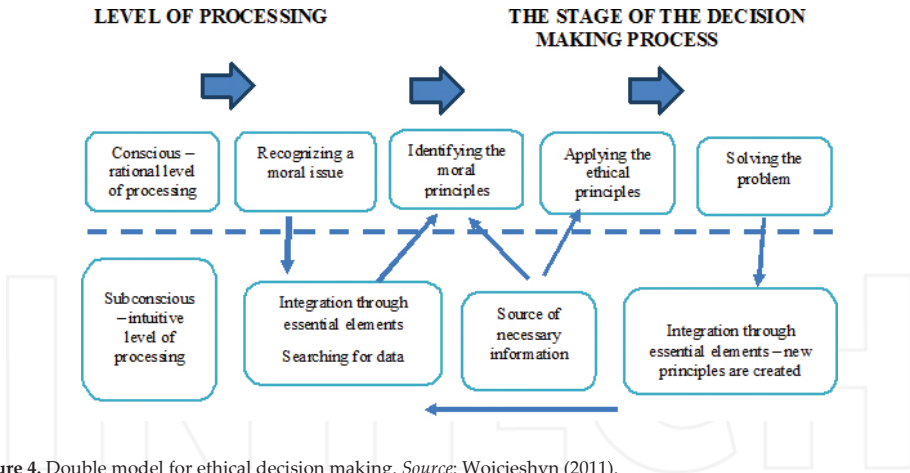 LEVEL OF PROCESSING
THE STAGE OF THE DECISION
MAKING PROCESS
Conscious –
rational level
of processing
Recognizing a
moral issue
Identifying the
moral
principles
Applying the
ethical
principles
Solving the
problem
Subconscious
– intuitive
level of
processing
Integration through
essential elements
Searching for data
Source of
necessary
information
Integration through
essential elements – new
principles are created
ure 4. Double model for ethical decision making. Source: Woicieshyn (2011).